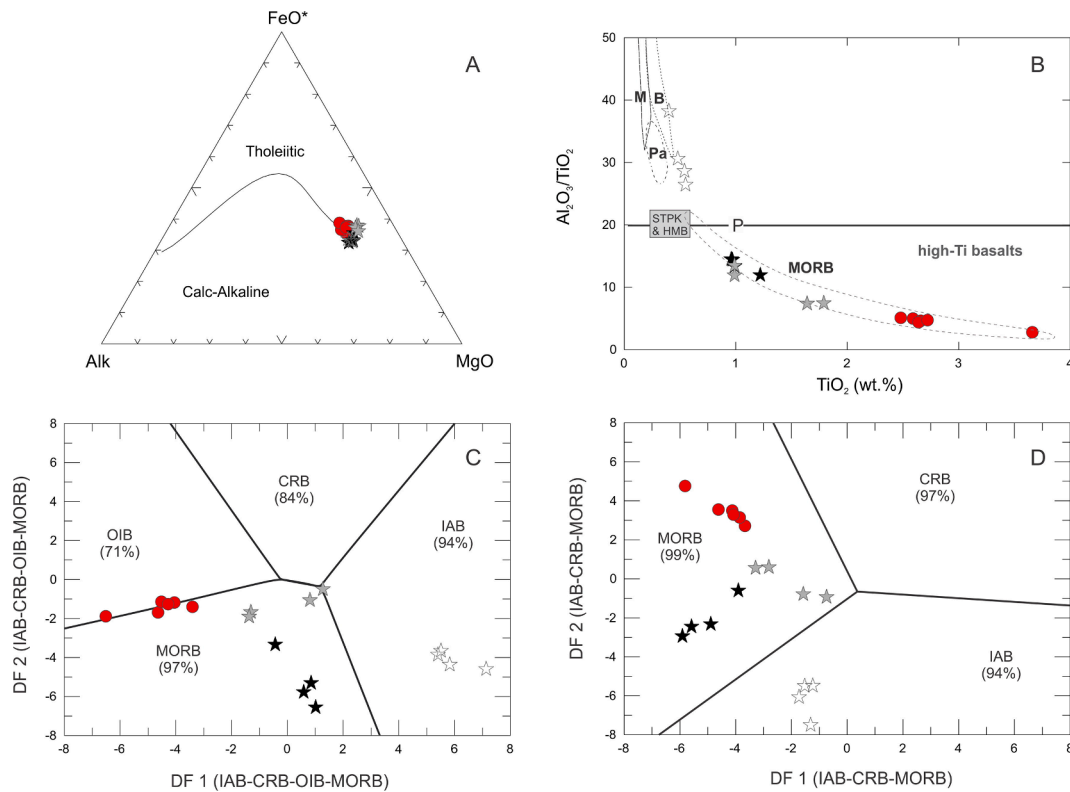 FeO*
A
Tholeiitic
Calc-Alkaline
Alk
MgO
50
40
30
20
10
0
Al₂O₃/TiO₂
B
M
B
Pa
STPK
& HMB
P
MORB
high-Ti basalts
0
1
2
3
4
TiO₂ (wt.%)
8
6
4
2
0
-2
-4
-6
-8
DF 2 (IAB-CRB-OIB-MORB)
C
CRB
(84%)
OIB
(71%)
IAB
(94%)
MORB
(97%)
-8
-6
-4
-2
0
2
4
6
8
DF 1 (IAB-CRB-OIB-MORB)
8
6
4
2
0
-2
-4
-6
-8
DF 2 (IAB-CRB-MORB)
D
CRB
(97%)
MORB
(99%)
IAB
(94%)
-8
-6
-4
-2
0
2
4
6
8
DF 1 (IAB-CRB-MORB)